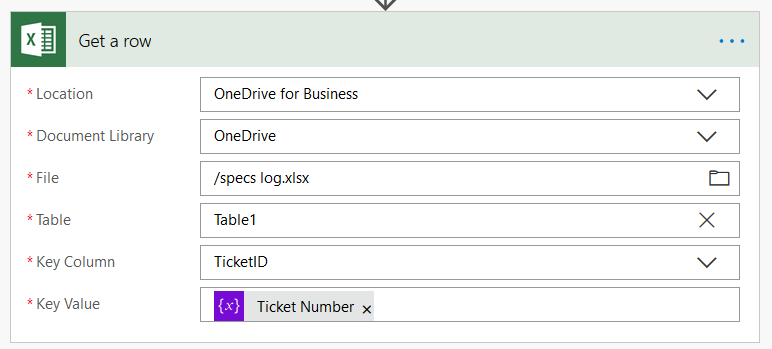 Get a row
* Location OneDrive for Business
* Document Library OneDrive
* File /specs log.xlsx
* Table Table1
* Key Column TicketID
* Key Value {x} Ticket Number ×